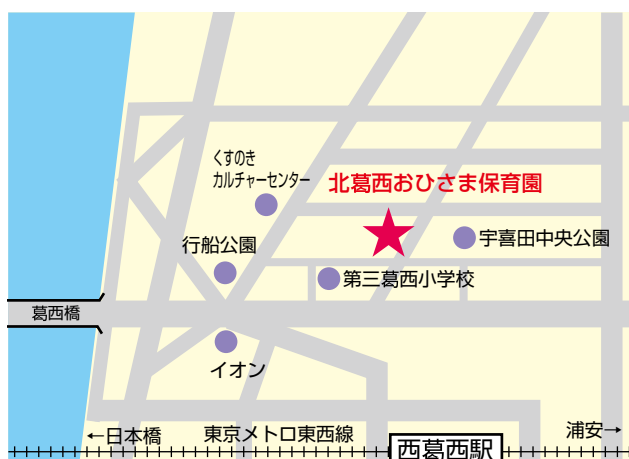 くすのき
カルチャーセンター
北葛西おひさま保育園
行船公園
宇喜田中央公園
第三葛西小学校
葛西橋
イオン
←日本橋
東京メトロ東西線
西葛西駅
浦安→